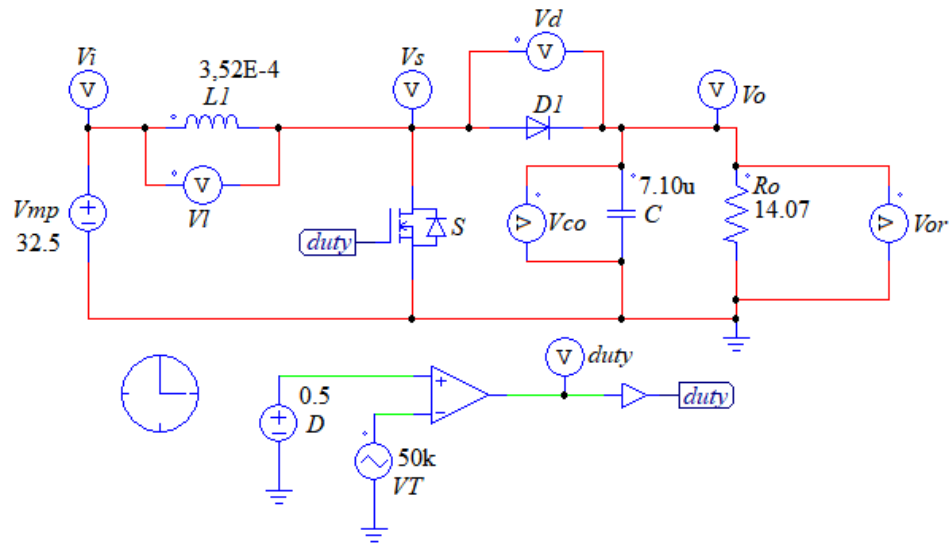 Vi
V
3,52E-4
L1
V
Vl
Vs
V
Vd
V
D1
Vo
V
Vmp
32.5
duty
S
V
Vco
7.10u
C
Ro
14.07
V
Vor
0.5
D
50k
VT
V
duty
duty